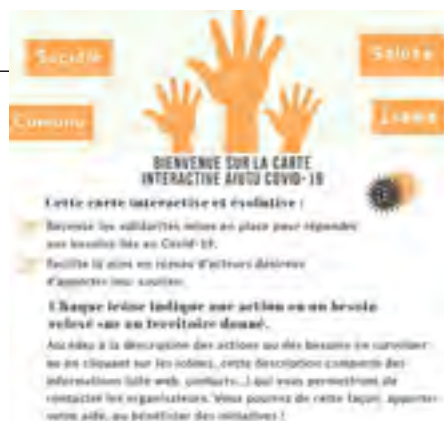 Sucidte
Salute
Comunu
BIENVENUE SUR LA CARTE
INTERACTIVE AIUTU COVID-19
Cette carte interactive et évolutive :
Recense les solidarités mises en place pour répondre
aux besoins liés au Covid-19.
Facilite la mise en réseau d'acteurs désireux
d'apporter leur soutien.
Chaque icône indique une action ou un besoin
relevé sur un territoire donné.
Accédez à la description des actions ou des besoins en survolant
ou en cliquant sur les icônes, cette description comporte des
informations (site web, contacts...) qui vous permettront de
contacter les organisateurs. Vous pourrez de cette façon, apporter
votre aide, ou bénéficier des initiatives !